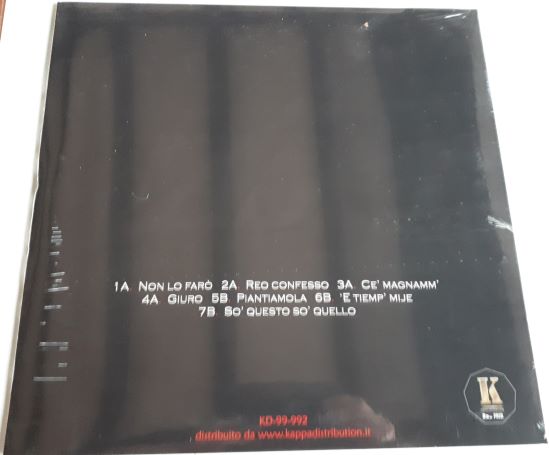 1A NON LO FARÒ 2A REO CONFESSO 3A CE' MAGNAMM'
4A GIURO 5B PIANTIAMOLA 6B 'E TIEMP' MIJE
7B SO' QUESTO SO' QUELLO
K
KD-99-992
distribuito da www.kappadistribution.it